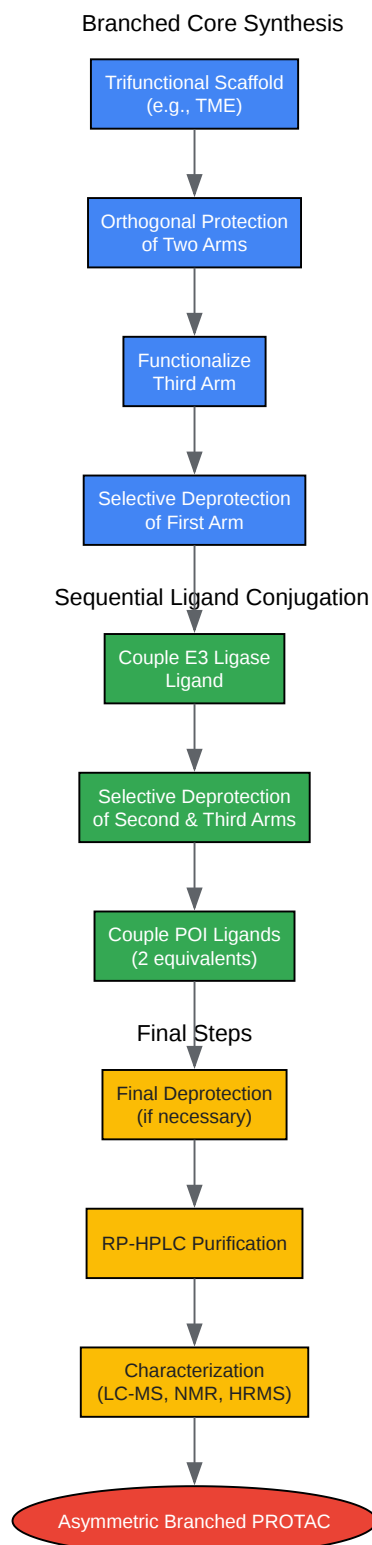 Branched Core Synthesis
Trifunctional Scaffold
(e.g., TME)
Orthogonal Protection
of Two Arms
Functionalize
Third Arm
Selective Deprotection
of First Arm
Sequential Ligand Conjugation
Couple E3 Ligase
Ligand
Selective Deprotection
of Second & Third Arms
Couple POI Ligands
(2 equivalents)
Final Steps
Final Deprotection
(if necessary)
RP-HPLC Purification
Characterization
(LC-MS, NMR, HRMS)
Asymmetric Branched PROTAC